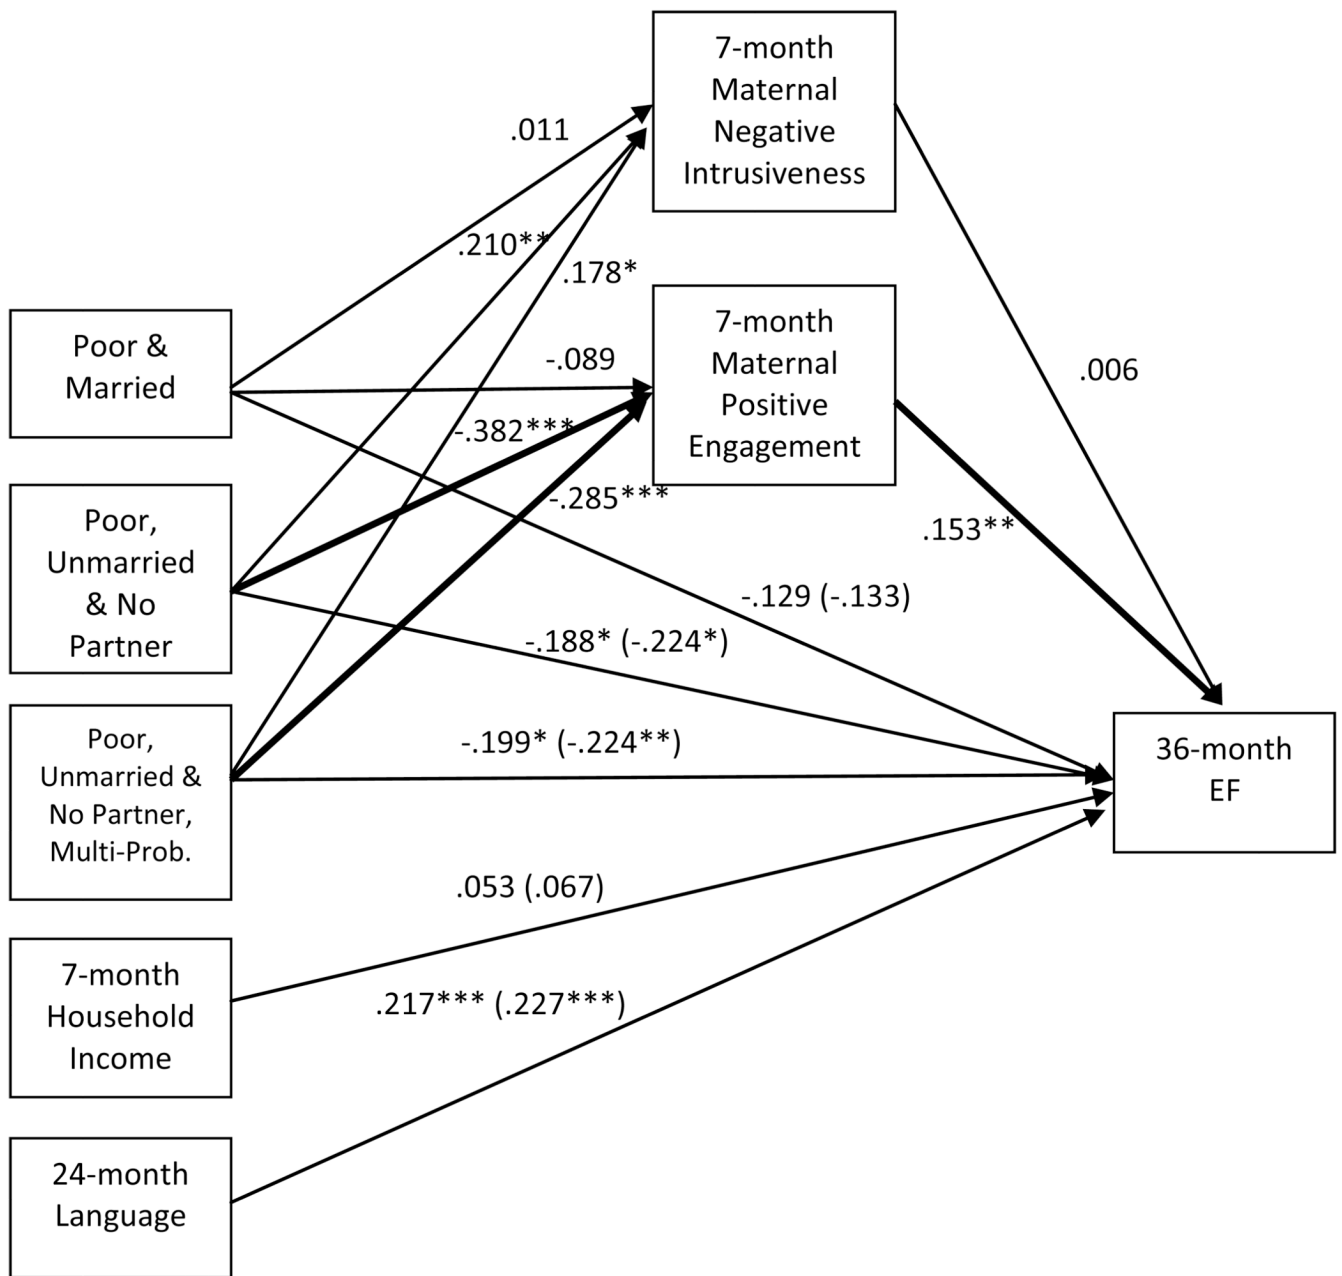 7-month
Maternal
Negative
Intrusiveness
.011
.210**
.178*
7-month
Maternal
Positive
Engagement
Poor &
Married
-.089
.006
-.382***
-.285***
.153**
Poor,
Unmarried
& No
Partner
-.129 (-.133)
-.188* (-.224*)
Poor,
Unmarried &
No Partner,
Multi-Prob.
-.199* (-.224**)
36-month
EF
.053 (.067)
7-month
Household
Income
.217*** (.227***)
24-month
Language